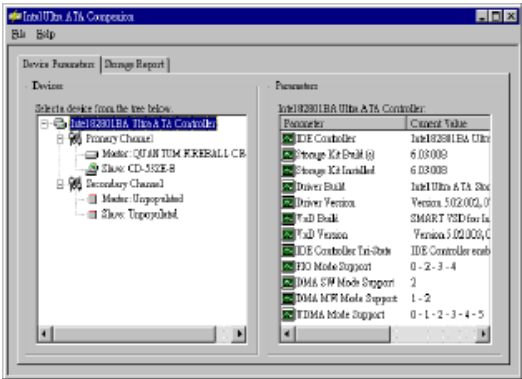 Intel Ultra ATA Companion
File Help
Device Parameters Storage Report
Devices
Select a device from the tree below.
Intel 82801BA Ultra ATA Controller
Primary Channel
Master: QUANTUM FIREBALL CR
Slave: CD-532E-B
Secondary Channel
Master: Unpopulated
Slave: Unpopulated
Parameters
Intel 82801BA Ultra ATA Controller:
Parameter Current Value
IDE Controller Intel 82801BA Ultr
Storage Kit Build(s) 6.03.008
Storage Kit Installed 6.03.008
Driver Build Intel Ultra ATA Stor
Driver Version Version 5.02.002, 0
VxD Build SMART VSD for In
VxD Version Version 5.02.003, 0
IDE Controller Tri-State IDE Controller enab
PIO Mode Support 0 - 2 - 3 - 4
DMA SW Mode Support 2
DMA MW Mode Support 1 - 2
UDMA Mode Support 0 - 1 - 2 - 3 - 4 - 5